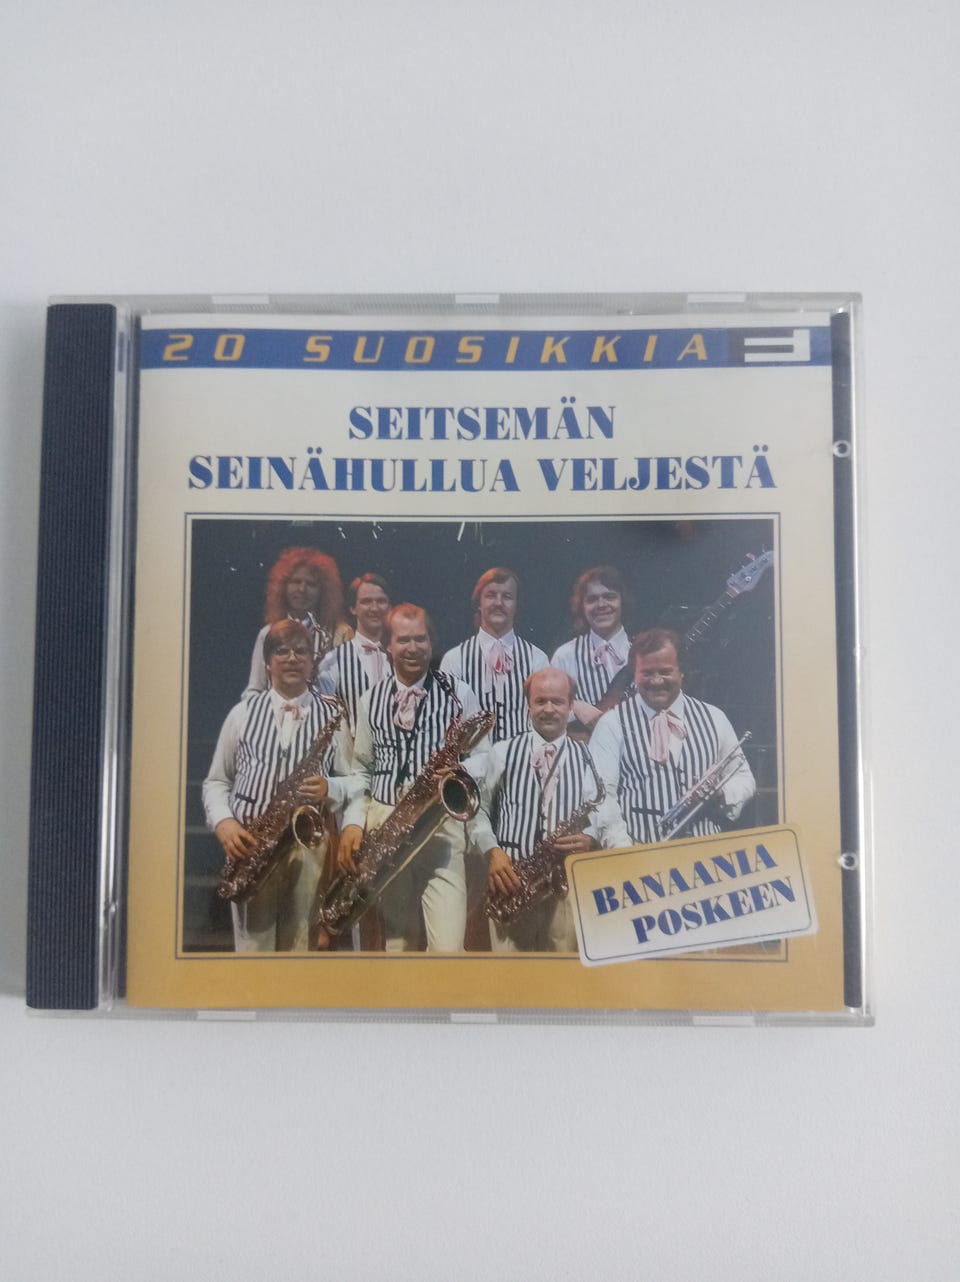 20 SUOSIKKIA
SEITSEMÄN
SEINÄHULLUA VELJESTÄ
BANAANIA
POSKEEN